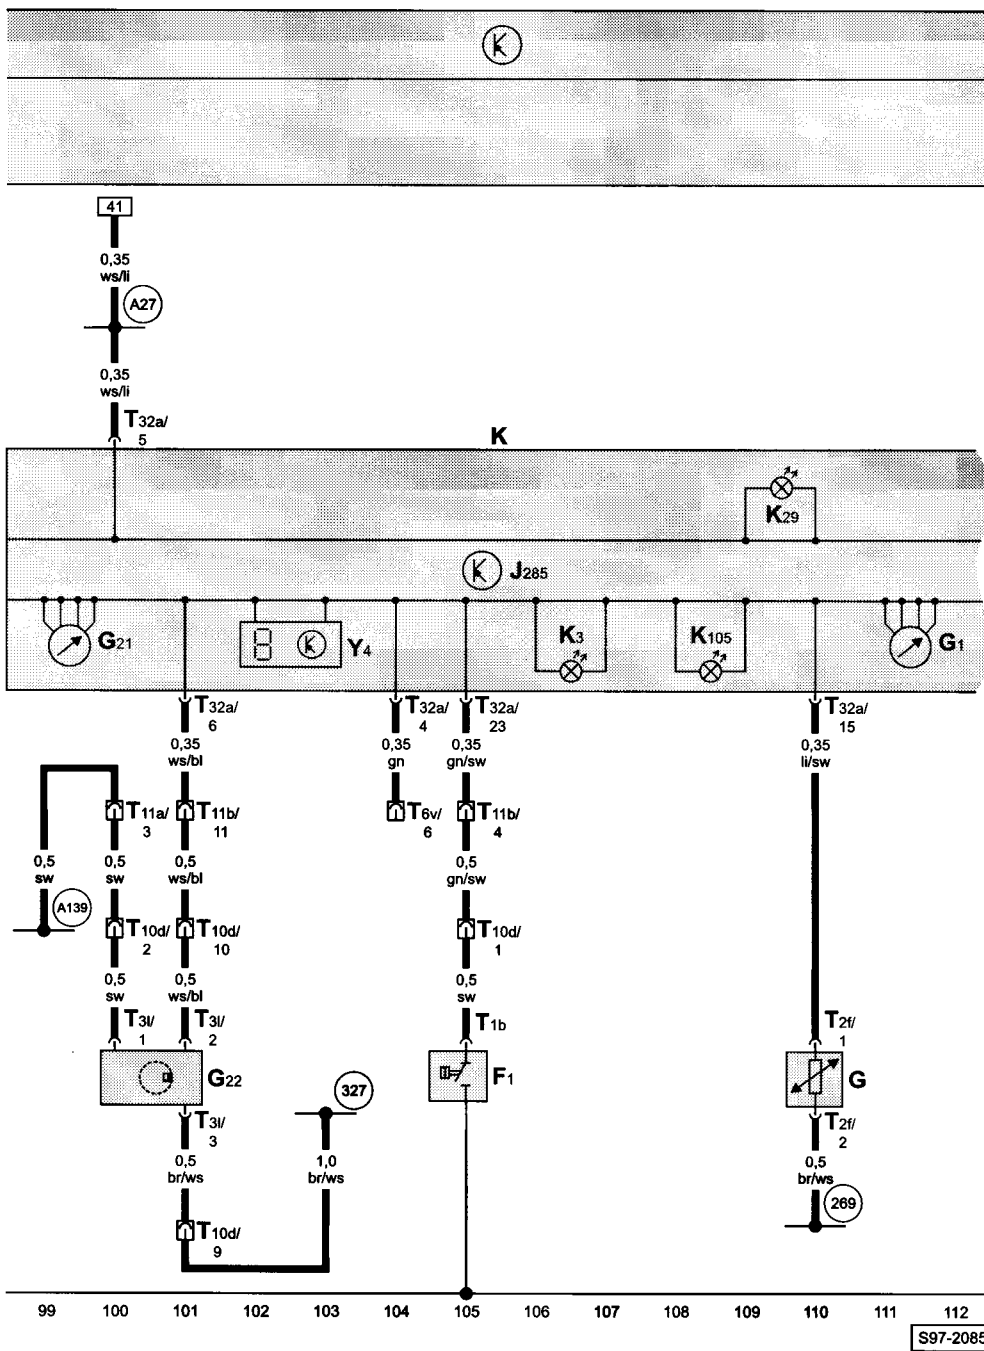 41
0,35
ws/li
A27
0,35
ws/li
T32a/
5
K
K29
J285
G21
Y4
K3
K105
G1
T32a/
6
T32a/
4
T32a/
23
T32a/
15
0,35
ws/bl
0,35
gn
0,35
gn/sw
0,35
li/sw
T11a/
3
T11b/
11
T6v/
6
T11b/
4
0,5
sw
0,5
sw
0,5
ws/bl
0,5
gn/sw
A139
T10d/
2
T10d/
10
T10d/
1
0,5
sw
0,5
ws/bl
0,5
sw
T3l/
1
T3l/
2
T1b
T2f/
1
G22
F1
G
327
T3l/
3
T2f/
2
0,5
br/ws
1,0
br/ws
0,5
br/ws
269
T10d/
9
99 100 101 102 103 104 105 106 107 108 109 110 111 112
S97-2085